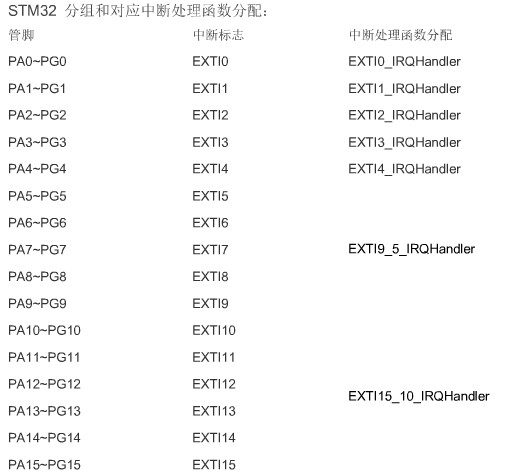 STM32 分组和对应中断处理函数分配:
管脚 中断标志 中断处理函数分配
PA0~PG0 EXTI0 EXTI0_IRQHandler
PA1~PG1 EXTI1 EXTI1_IRQHandler
PA2~PG2 EXTI2 EXTI2_IRQHandler
PA3~PG3 EXTI3 EXTI3_IRQHandler
PA4~PG4 EXTI4 EXTI4_IRQHandler
PA5~PG5 EXTI5
PA6~PG6 EXTI6
PA7~PG7 EXTI7 EXTI9_5_IRQHandler
PA8~PG8 EXTI8
PA9~PG9 EXTI9
PA10~PG10 EXTI10
PA11~PG11 EXTI11
PA12~PG12 EXTI12
EXTI15_10_IRQHandler
PA13~PG13 EXTI13
PA14~PG14 EXTI14
PA15~PG15 EXTI15